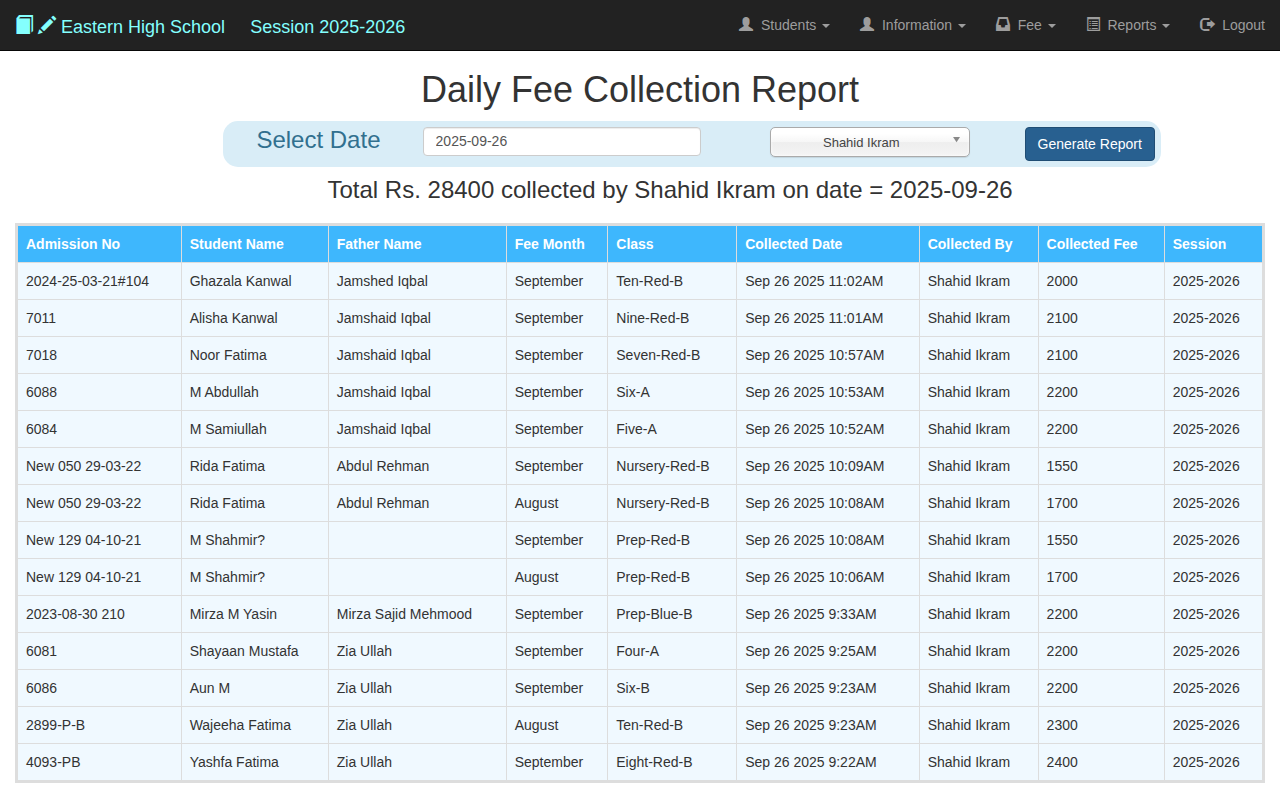 Eastern High School Session 2025-2026 Students Information Fee Reports Logout
Daily Fee Collection Report
Select Date 2025-09-26 Shahid Ikram Generate Report
Total Rs. 28400 collected by Shahid Ikram on date = 2025-09-26
Admission No Student Name Father Name Fee Month Class Collected Date Collected By Collected Fee Session
2024-25-03-21#104 Ghazala Kanwal Jamshed Iqbal September Ten-Red-B Sep 26 2025 11:02AM Shahid Ikram 2000 2025-2026
7011 Alisha Kanwal Jamshaid Iqbal September Nine-Red-B Sep 26 2025 11:01AM Shahid Ikram 2100 2025-2026
7018 Noor Fatima Jamshaid Iqbal September Seven-Red-B Sep 26 2025 10:57AM Shahid Ikram 2100 2025-2026
6088 M Abdullah Jamshaid Iqbal September Six-A Sep 26 2025 10:53AM Shahid Ikram 2200 2025-2026
6084 M Samiullah Jamshaid Iqbal September Five-A Sep 26 2025 10:52AM Shahid Ikram 2200 2025-2026
New 050 29-03-22 Rida Fatima Abdul Rehman September Nursery-Red-B Sep 26 2025 10:09AM Shahid Ikram 1550 2025-2026
New 050 29-03-22 Rida Fatima Abdul Rehman August Nursery-Red-B Sep 26 2025 10:08AM Shahid Ikram 1700 2025-2026
New 129 04-10-21 M Shahmir? September Prep-Red-B Sep 26 2025 10:08AM Shahid Ikram 1550 2025-2026
New 129 04-10-21 M Shahmir? August Prep-Red-B Sep 26 2025 10:06AM Shahid Ikram 1700 2025-2026
2023-08-30 210 Mirza M Yasin Mirza Sajid Mehmood September Prep-Blue-B Sep 26 2025 9:33AM Shahid Ikram 2200 2025-2026
6081 Shayaan Mustafa Zia Ullah September Four-A Sep 26 2025 9:25AM Shahid Ikram 2200 2025-2026
6086 Aun M Zia Ullah September Six-B Sep 26 2025 9:23AM Shahid Ikram 2200 2025-2026
2899-P-B Wajeeha Fatima Zia Ullah August Ten-Red-B Sep 26 2025 9:23AM Shahid Ikram 2300 2025-2026
4093-PB Yashfa Fatima Zia Ullah September Eight-Red-B Sep 26 2025 9:22AM Shahid Ikram 2400 2025-2026